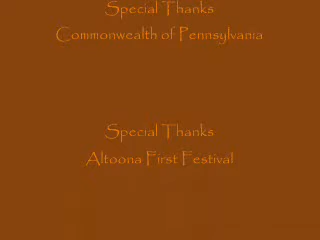 Special Thanks
Commonwealth of Pennsylvania
Special Thanks
Altoona First Festival